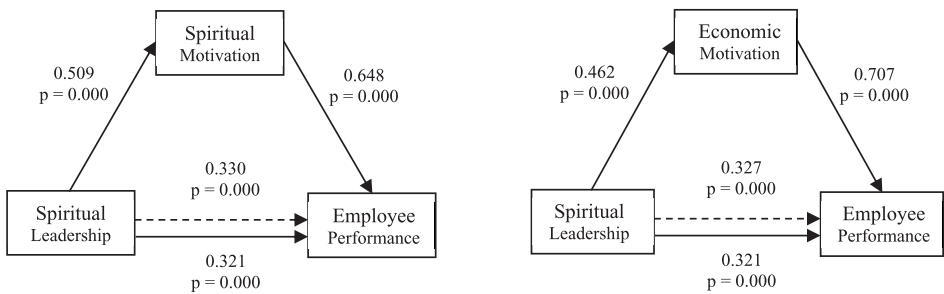 Spiritual
Motivation
0.509
p = 0.000
0.648
p = 0.000
0.330
p = 0.000
Spiritual
Leadership
Employee
Performance
0.321
p = 0.000
Economic
Motivation
0.462
p = 0.000
0.707
p = 0.000
0.327
p = 0.000
Spiritual
Leadership
Employee
Performance
0.321
p = 0.000